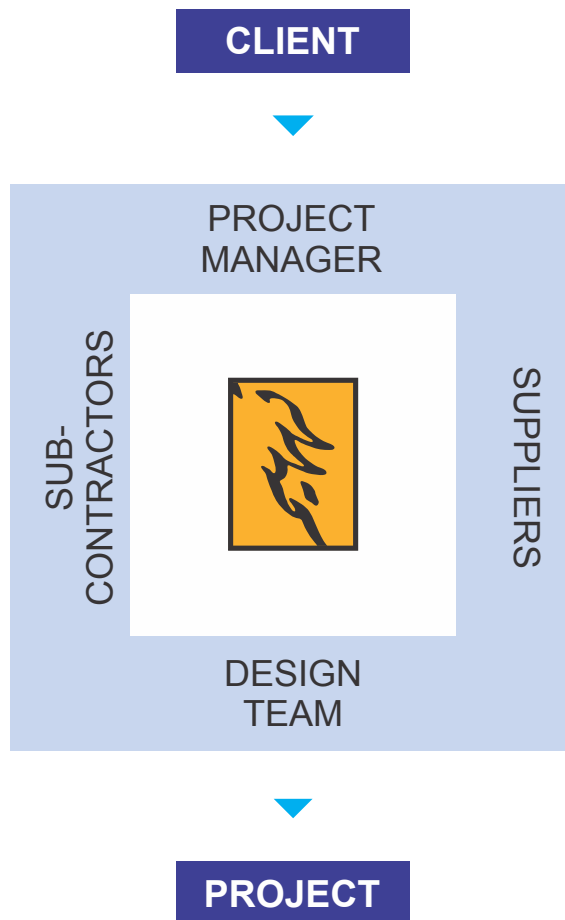 CLIENT
PROJECT
MANAGER
SUB-
CONTRACTORS
SUPPLIERS
DESIGN
TEAM
PROJECT